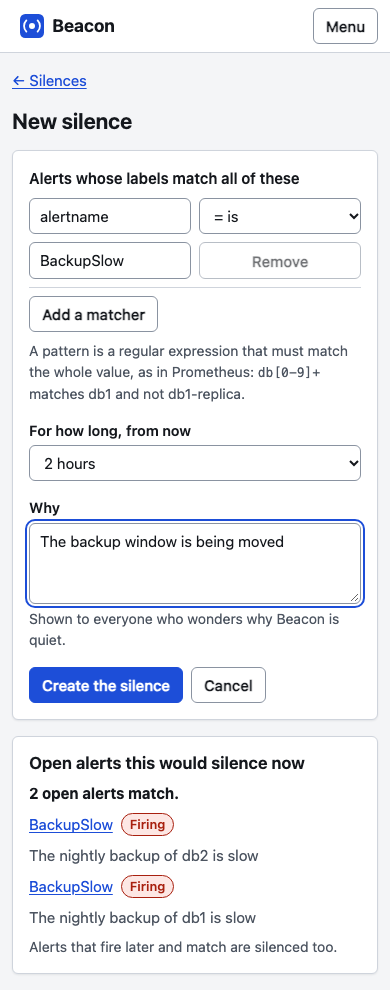 Beacon
Menu
← Silences
New silence
Alerts whose labels match all of these
alertname
= is
BackupSlow
Remove
Add a matcher
A pattern is a regular expression that must match
the whole value, as in Prometheus: db[0-9]+
matches db1 and not db1-replica.
For how long, from now
2 hours
Why
The backup window is being moved
Shown to everyone who wonders why Beacon is
quiet.
Create the silence
Cancel
Open alerts this would silence now
2 open alerts match.
BackupSlow Firing
The nightly backup of db2 is slow
BackupSlow Firing
The nightly backup of db1 is slow
Alerts that fire later and match are silenced too.